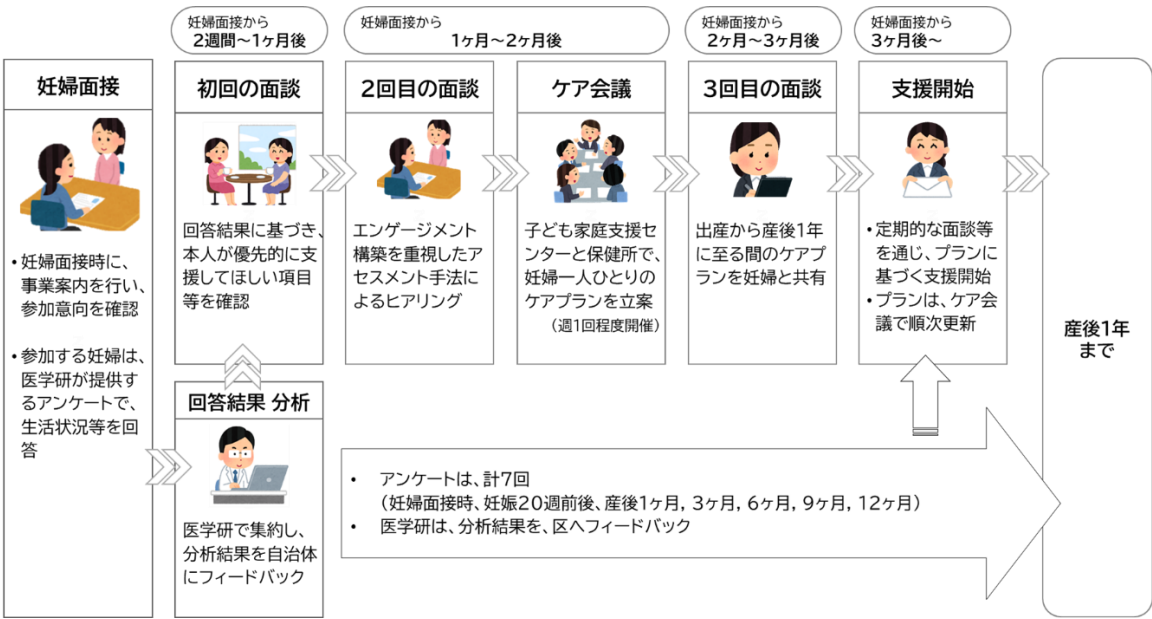 妊婦面接から
2週間～1ヶ月後
妊婦面接から
1ヶ月～2ヶ月後
妊婦面接から
2ヶ月～3ヶ月後
妊婦面接から
3ヶ月後～
妊婦面接
• 妊婦面接時に、
事業案内を行い、
参加意向を確認
• 参加する妊婦は、
医学研が提供す
るアンケートで、
生活状況等を回
答
初回の面談
回答結果に基づき、
本人が優先的に支
援してほしい項目
等を確認
回答結果 分析
医学研で集約し、
分析結果を自治体
にフィードバック
2回目の面談
エンゲージメント
構築を重視したア
セスメント手法に
よるヒアリング
ケア会議
子ども家庭支援セ
ンターと保健所で、
妊婦一人ひとりの
ケアプランを立案
（週1回程度開催）
3回目の面談
出産から産後1年
に至る間のケアプ
ランを妊婦と共有
支援開始
• 定期的な面談等
を通じ、プランに
基づく支援開始
• プランは、ケア会
議で順次更新
• アンケートは、計7回
（妊婦面接時、妊娠20週前後、産後1ヶ月, 3ヶ月, 6ヶ月, 9ヶ月, 12ヶ月）
• 医学研は、分析結果を、区へフィードバック
産後1年
まで